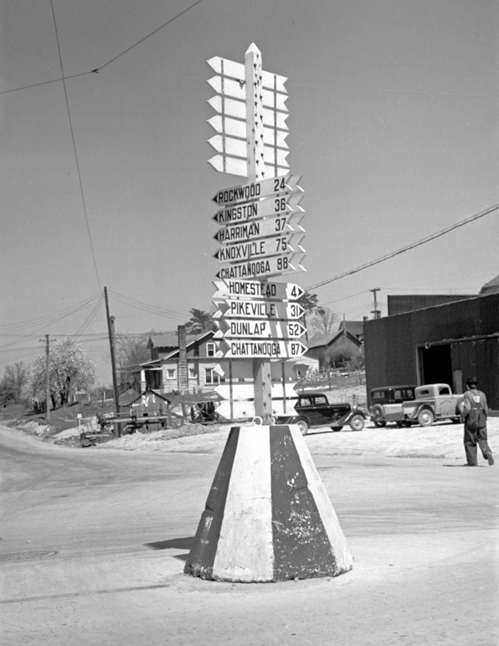 ROCKWOOD 24
KINGSTON 36
HARRIMAN 37
KNOXVILLE 75
CHATTANOOGA 98
HOMESTEAD 4
PIKEVILLE 31
DUNLAP 52
CHATTANOOGA 87